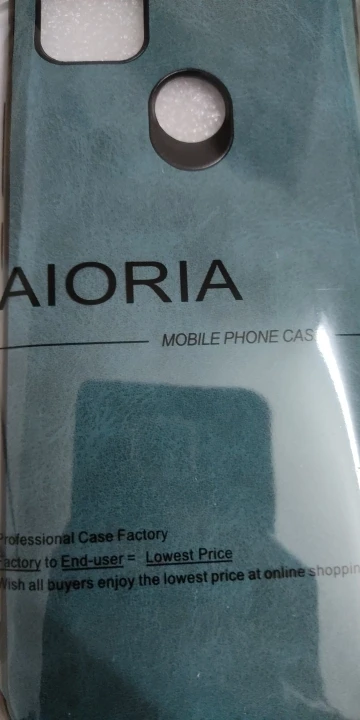 AIORIA
MOBILE PHONE CAS
Professional Case Factory
Factory to End-user = Lowest Price
Wish all buyers enjoy the lowest price at online shoppin